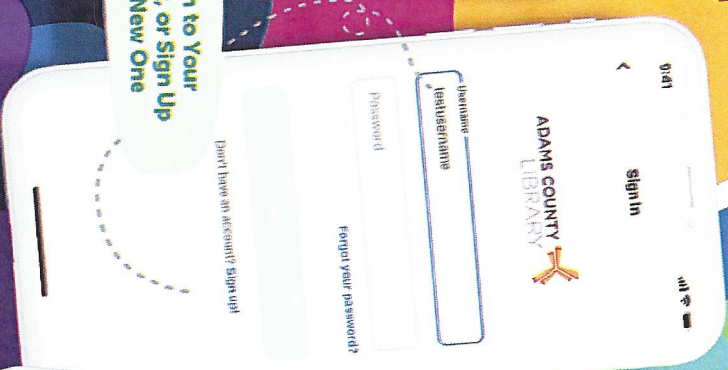 9:41
Sign In
ADAMS COUNTY
LIBRARY
Username
testusername
Password
Forgot your password?
Don't have an account? Sign up!
to Your
, or Sign Up
New One